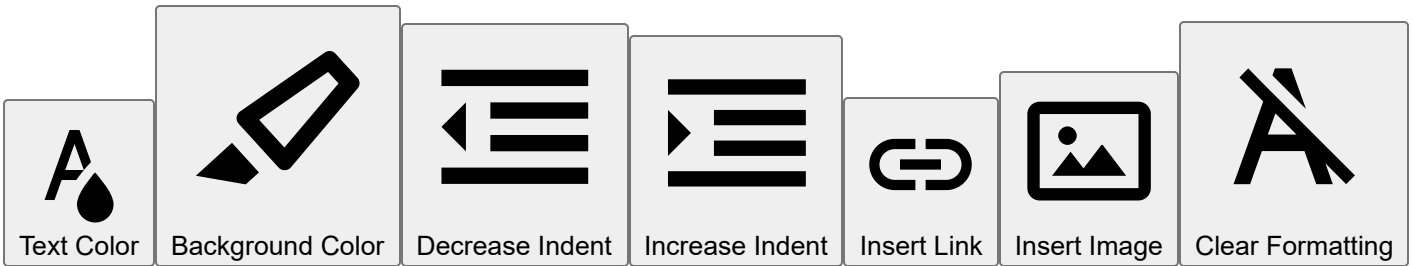 Text Color
Background Color
Decrease Indent
Increase Indent
Insert Link
Insert Image
Clear Formatting